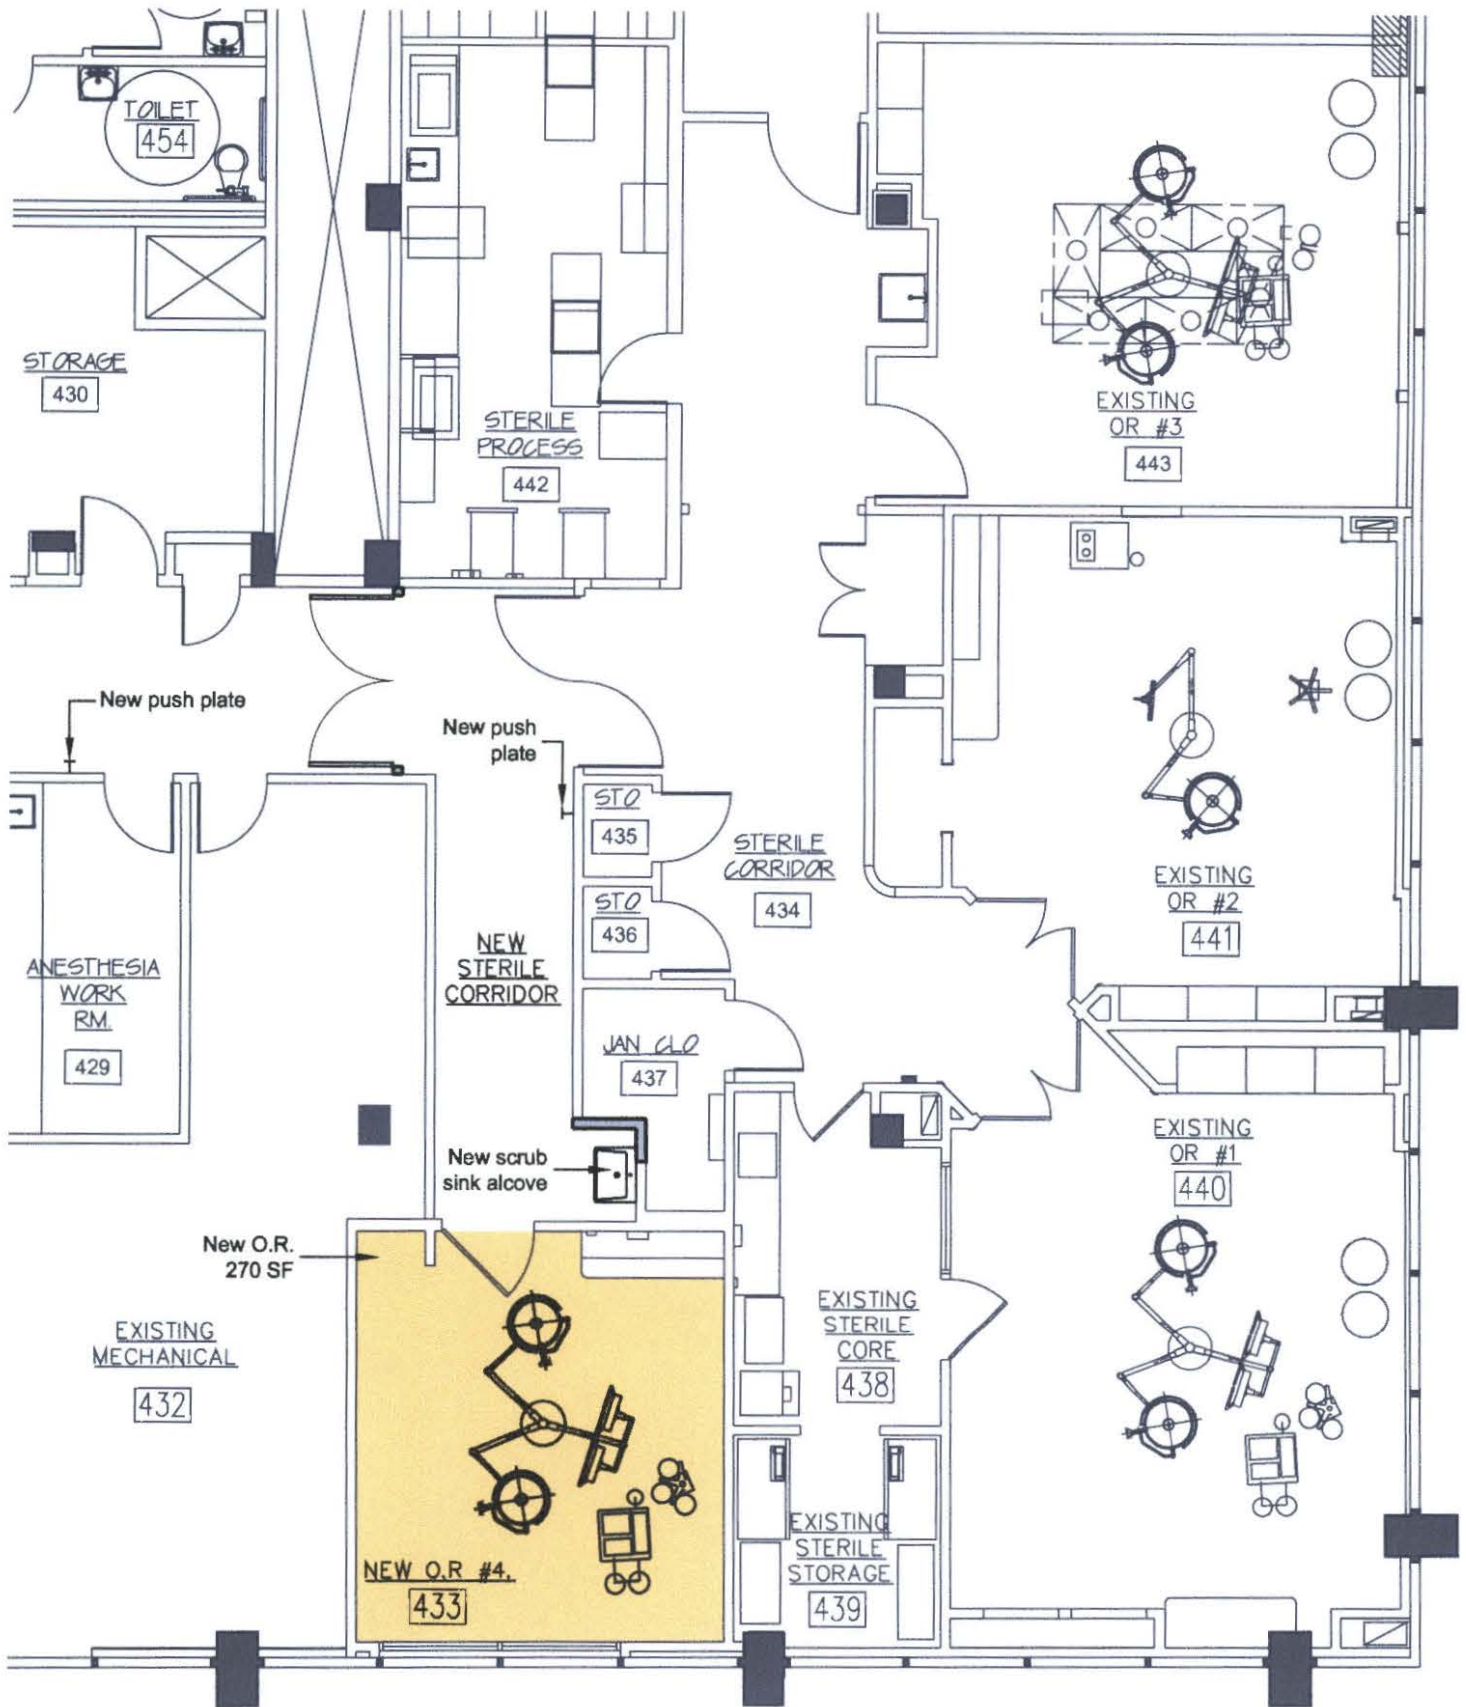 TOILET
454
STORAGE
430
STERILE
PROCESS
442
EXISTING
OR #3
443
New push plate
New push
plate
STO
435
STO
436
STERILE
CORRIDOR
434
EXISTING
OR #2
441
ANESTHESIA
WORK
RM.
429
NEW
STERILE
CORRIDOR
JAN CLO
437
New scrub
sink alcove
EXISTING
OR #1
440
New O.R.
270 SF
EXISTING
MECHANICAL
432
EXISTING
STERILE
CORE
438
EXISTING
STERILE
STORAGE
439
NEW O.R #4.
433